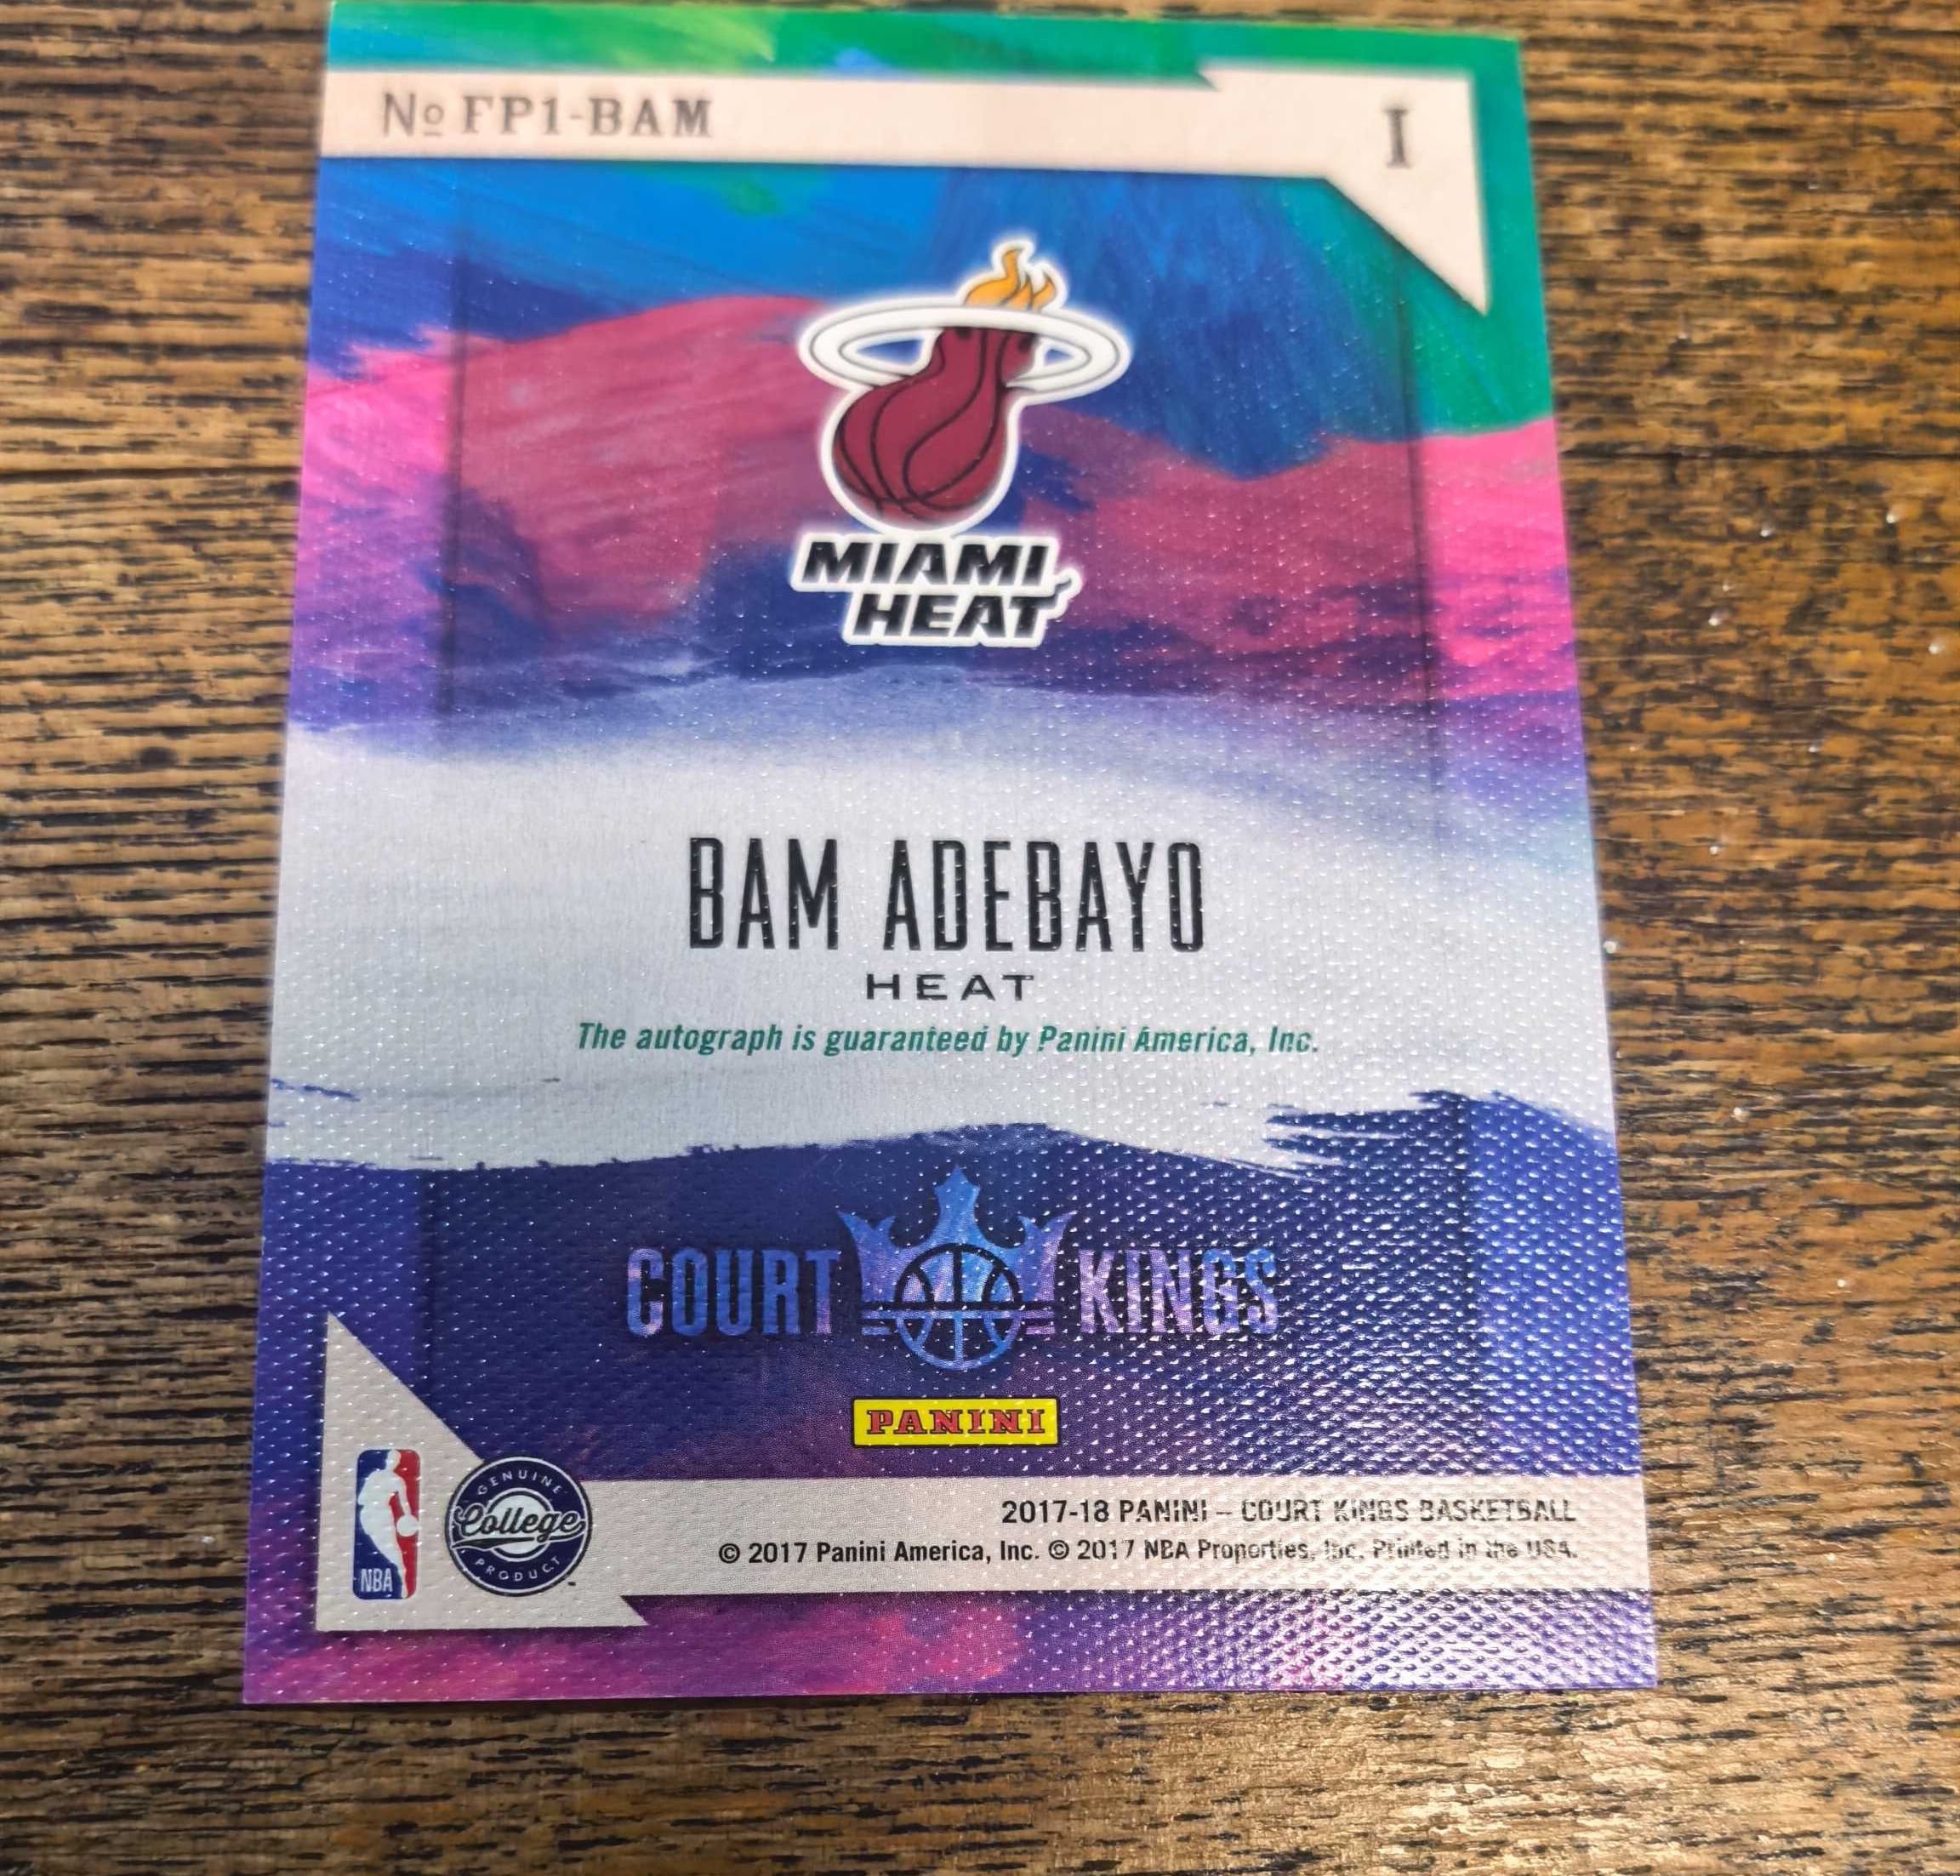 No FP1-BAM
I
MIAMI
HEAT
BAM ADEBAYO
HEAT
The autograph is guaranteed by Panini America, Inc.
COURT KINGS
PANINI
NBA
GENUINE
College
PRODUCT
2017-18 PANINI – COURT KINGS BASKETBALL
© 2017 Panini America, Inc. © 2017 NBA Properties, Inc. Printed in the USA.